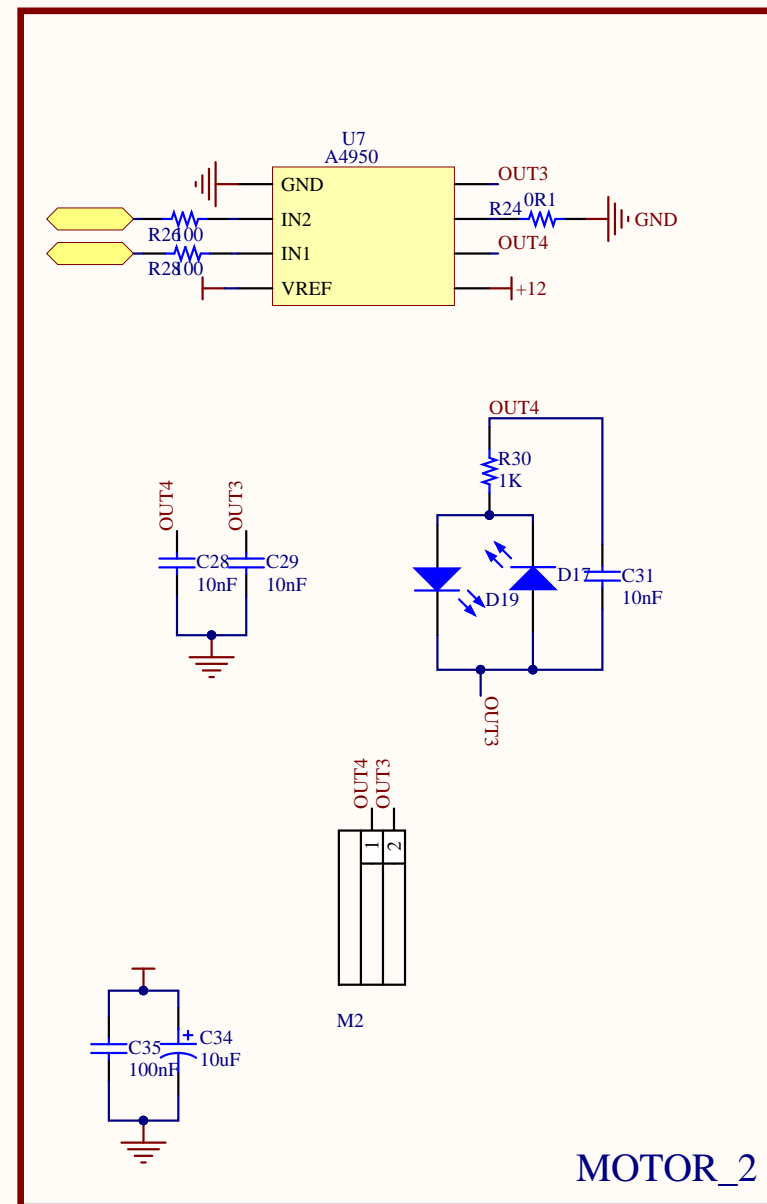 U7
A4950
GND
IN2
IN1
VREF
OUT3
R24
0R1
GND
OUT4
+12
R26
100
R28
100
OUT4
R30
1K
D19
D17
C31
10nF
OUT3
OUT4
OUT3
C28
10nF
C29
10nF
OUT4
OUT3
1
2
M2
+
C35
100nF
C34
10uF
MOTOR_2